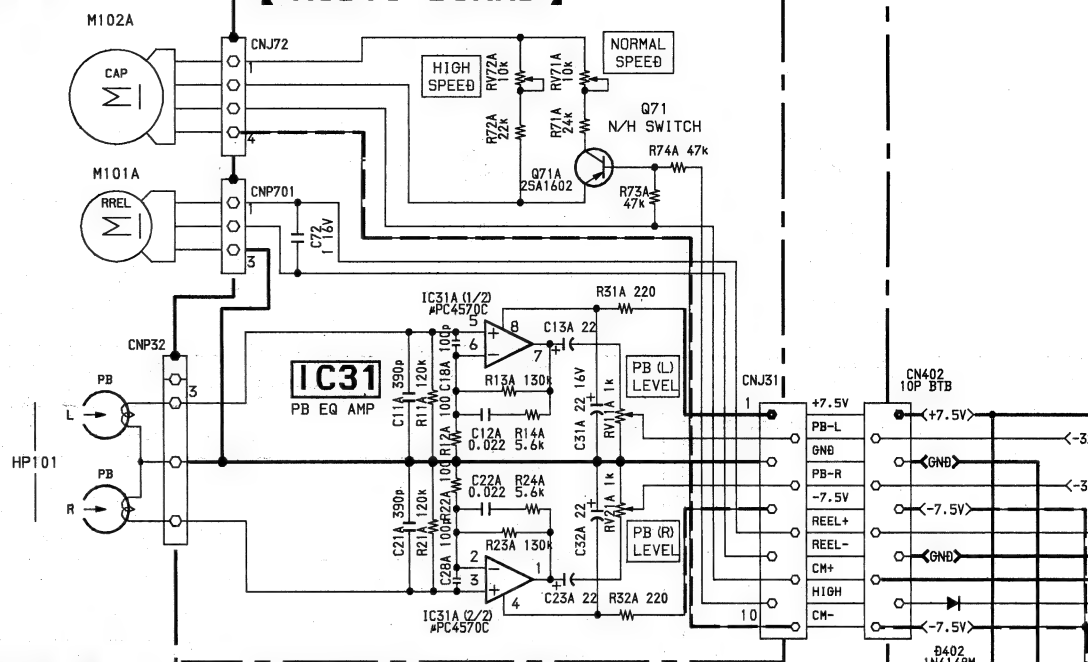 M102A
CNJ72
CAP
M
1
4
HIGH
SPEED
RV72A
10k
RV71A
10k
NORMAL
SPEED
R72A
22k
R71A
24k
Q71
N/H SWITCH
R74A 47k
Q71A
2SA1602
R73A
47k
M101A
RREL
M
CNP701
1
3
C72
1 16V
IC31A (1/2)
μPC4570C
5
6
8
7
R31A 220
C13A 22
CNP32
3
IC31
PB EQ AMP
C11A 390p
R11A 120k
C18A 100p
R12A 100
R13A 130k
C12A R14A
0.022 5.6k
C31A 22 16V
RV11A 1k
PB (L)
LEVEL
PB
L
HP101
PB
R
C21A 390p
R21A 120k
R22A 100
C28A 100p
C22A R24A
0.022 5.6k
R23A 130k
C32A 22
RV21A 1k
PB (R)
LEVEL
2
3
1
4
C23A 22
R32A 220
IC31A (2/2)
μPC4570C
CNJ31
1
10
+7.5V
PB-L
GND
PB-R
-7.5V
REEL+
REEL-
CM+
HIGH
CM-
CN402
10P BTB
+7.5V
-3
GND
-3
-7.5V
GND
-7.5V
D402